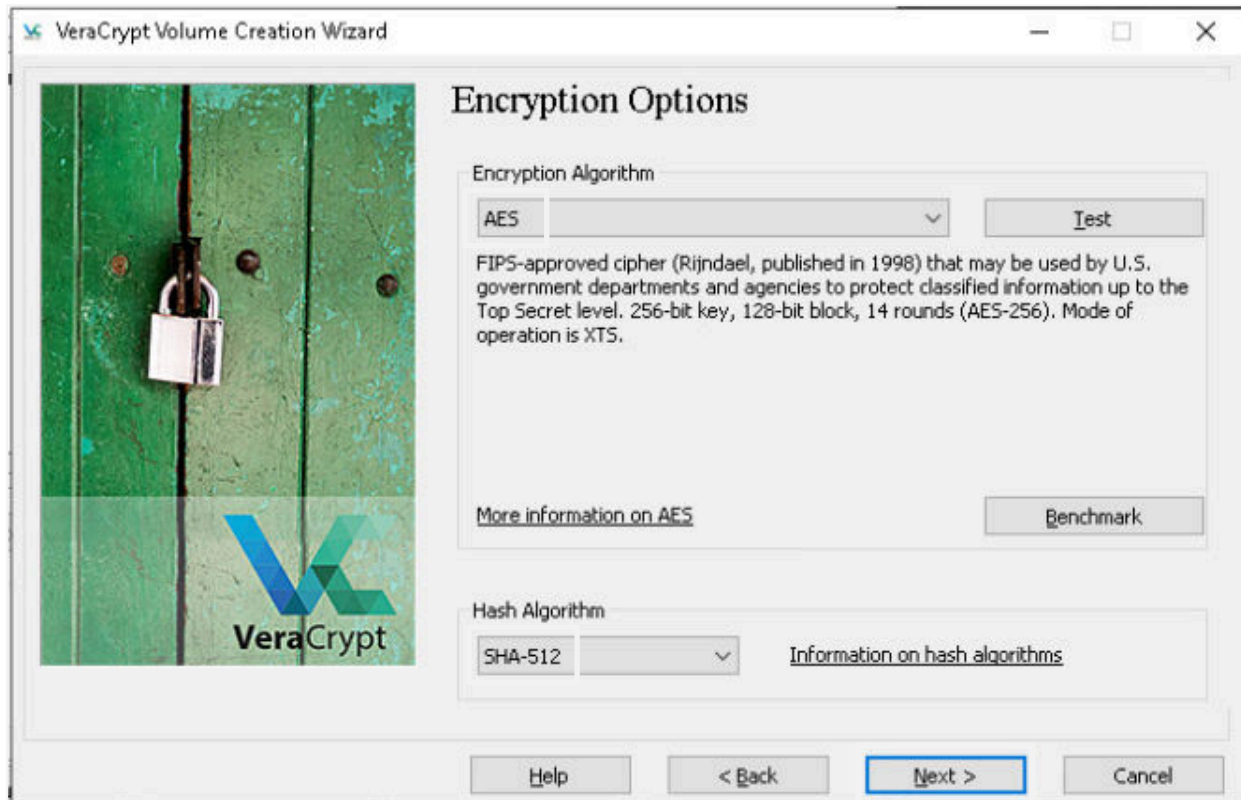 VeraCrypt Volume Creation Wizard
Encryption Options
Encryption Algorithm
AES
Test
FIPS-approved cipher (Rijndael, published in 1998) that may be used by U.S.
government departments and agencies to protect classified information up to the
Top Secret level. 256-bit key, 128-bit block, 14 rounds (AES-256). Mode of
operation is XTS.
More information on AES
Benchmark
VeraCrypt
Hash Algorithm
SHA-512
Information on hash algorithms
Help
< Back
Next >
Cancel